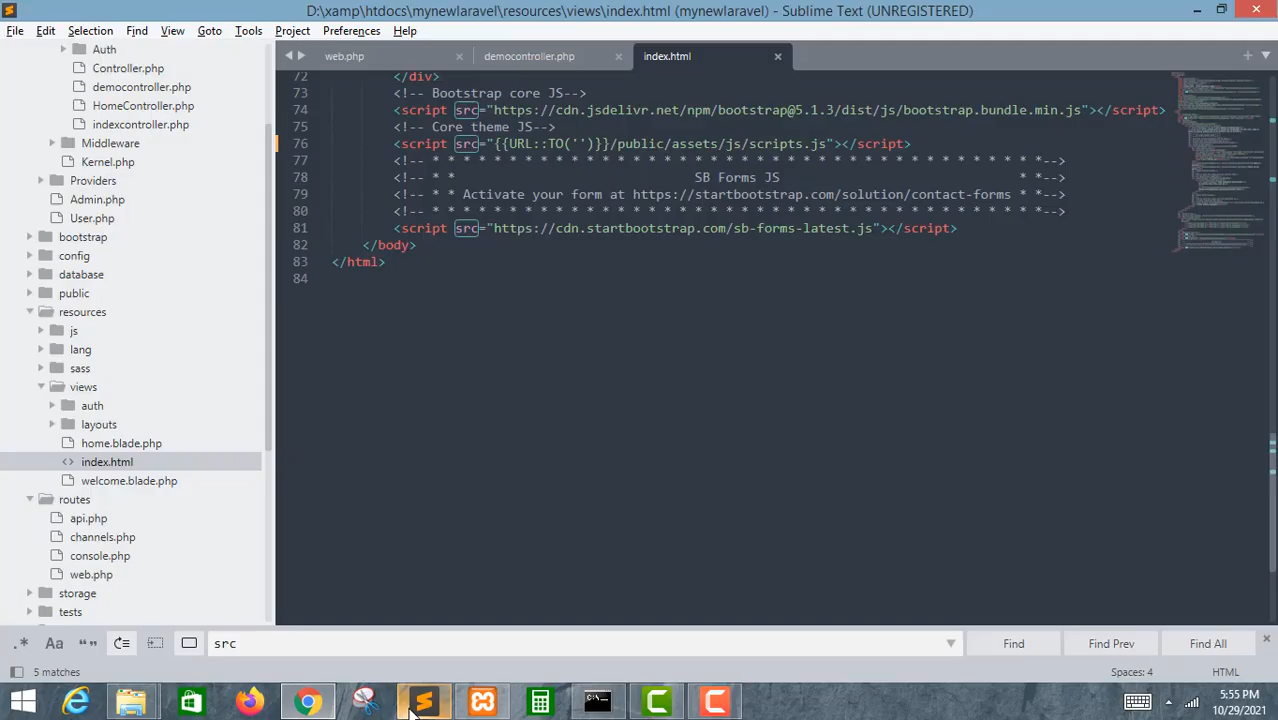 D:\xamp\htdocs\mynewlaravel\resources\views\index.html (mynewlaravel) - Sublime Text (UNREGISTERED)
File Edit Selection Find View Goto Tools Project Preferences Help
Auth
Controller.php
democontroller.php
HomeController.php
indexcontroller.php
Middleware
Kernel.php
Providers
Admin.php
User.php
bootstrap
config
database
public
resources
js
lang
sass
views
auth
layouts
home.blade.php
index.html
welcome.blade.php
routes
api.php
channels.php
console.php
web.php
storage
tests
web.php democontroller.php index.html
72 </div>
73 <!-- Bootstrap core JS-->
74 <script src="https://cdn.jsdelivr.net/npm/bootstrap@5.1.3/dist/js/bootstrap.bundle.min.js"></script>
75 <!-- Core theme JS-->
76 <script src="{{URL::TO('')}}/public/assets/js/scripts.js"></script>
77 <!-- * * * * * * * * * * * * * * * * * * * * * * * * * * * * * * * * * * * * * * * *-->
78 <!-- * * SB Forms JS * *-->
79 <!-- * * Activate your form at https://startbootstrap.com/solution/contact-forms * *-->
80 <!-- * * * * * * * * * * * * * * * * * * * * * * * * * * * * * * * * * * * * * * * *-->
81 <script src="https://cdn.startbootstrap.com/sb-forms-latest.js"></script>
82 </body>
83 </html>
84
.* Aa “” src Find Find Prev Find All
5 matches Spaces: 4 HTML
5:55 PM
10/29/2021